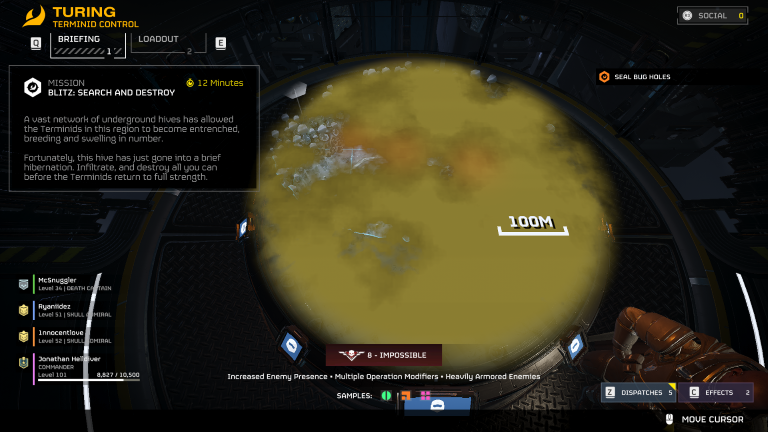 TURING
TERMINID CONTROL
Q
BRIEFING
1
LOADOUT
2
E
SOCIAL 0
MISSION
12 Minutes
BLITZ: SEARCH AND DESTROY
A vast network of underground hives has allowed
the Terminids in this region to become entrenched,
breeding and swelling in number.
Fortunately, this hive has just gone into a brief
hibernation. Infiltrate, and destroy all you can
before the Terminids return to full strength.
SEAL BUG HOLES
100M
McSnuggler
Level 34 | DEATH CAPTAIN
Ryaniidez
Level 51 | SKULL ADMIRAL
1nnocentlove
Level 52 | SKULL ADMIRAL
Jonathan Helldiver
COMMANDER
Level 101 8,827 / 10,500
8 - IMPOSSIBLE
Increased Enemy Presence • Multiple Operation Modifiers • Heavily Armored Enemies
SAMPLES:
Z DISPATCHES 5
C EFFECTS 2
MOVE CURSOR